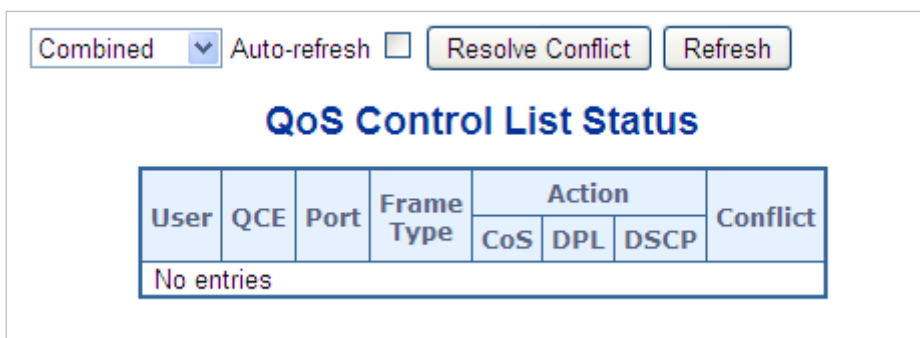 Combined Auto-refresh Resolve Conflict Refresh
QoS Control List Status
User QCE Port Frame Type Action Conflict
CoS DPL DSCP
No entries